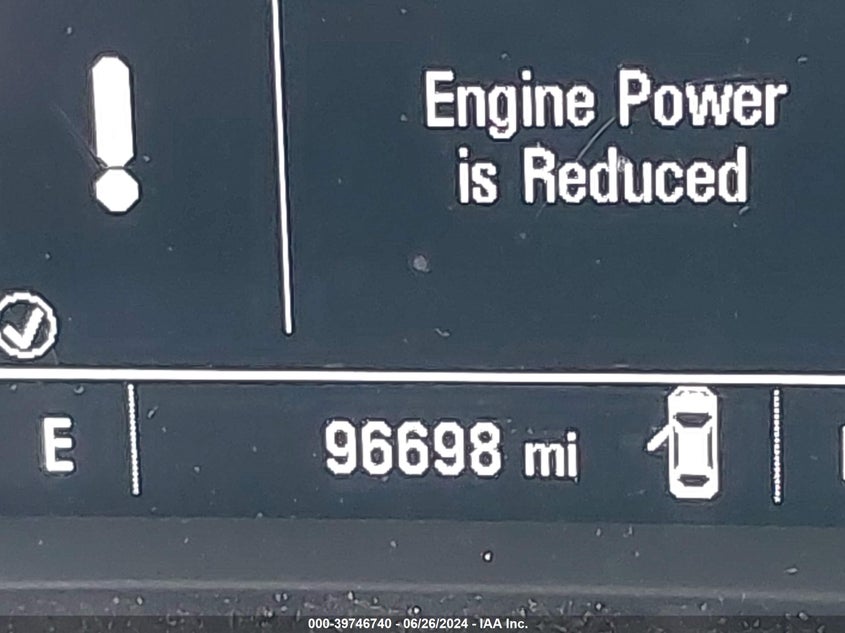 Engine Power
is Reduced
E
96698 mi
000-39746740 - 06/26/2024 - IAA Inc.